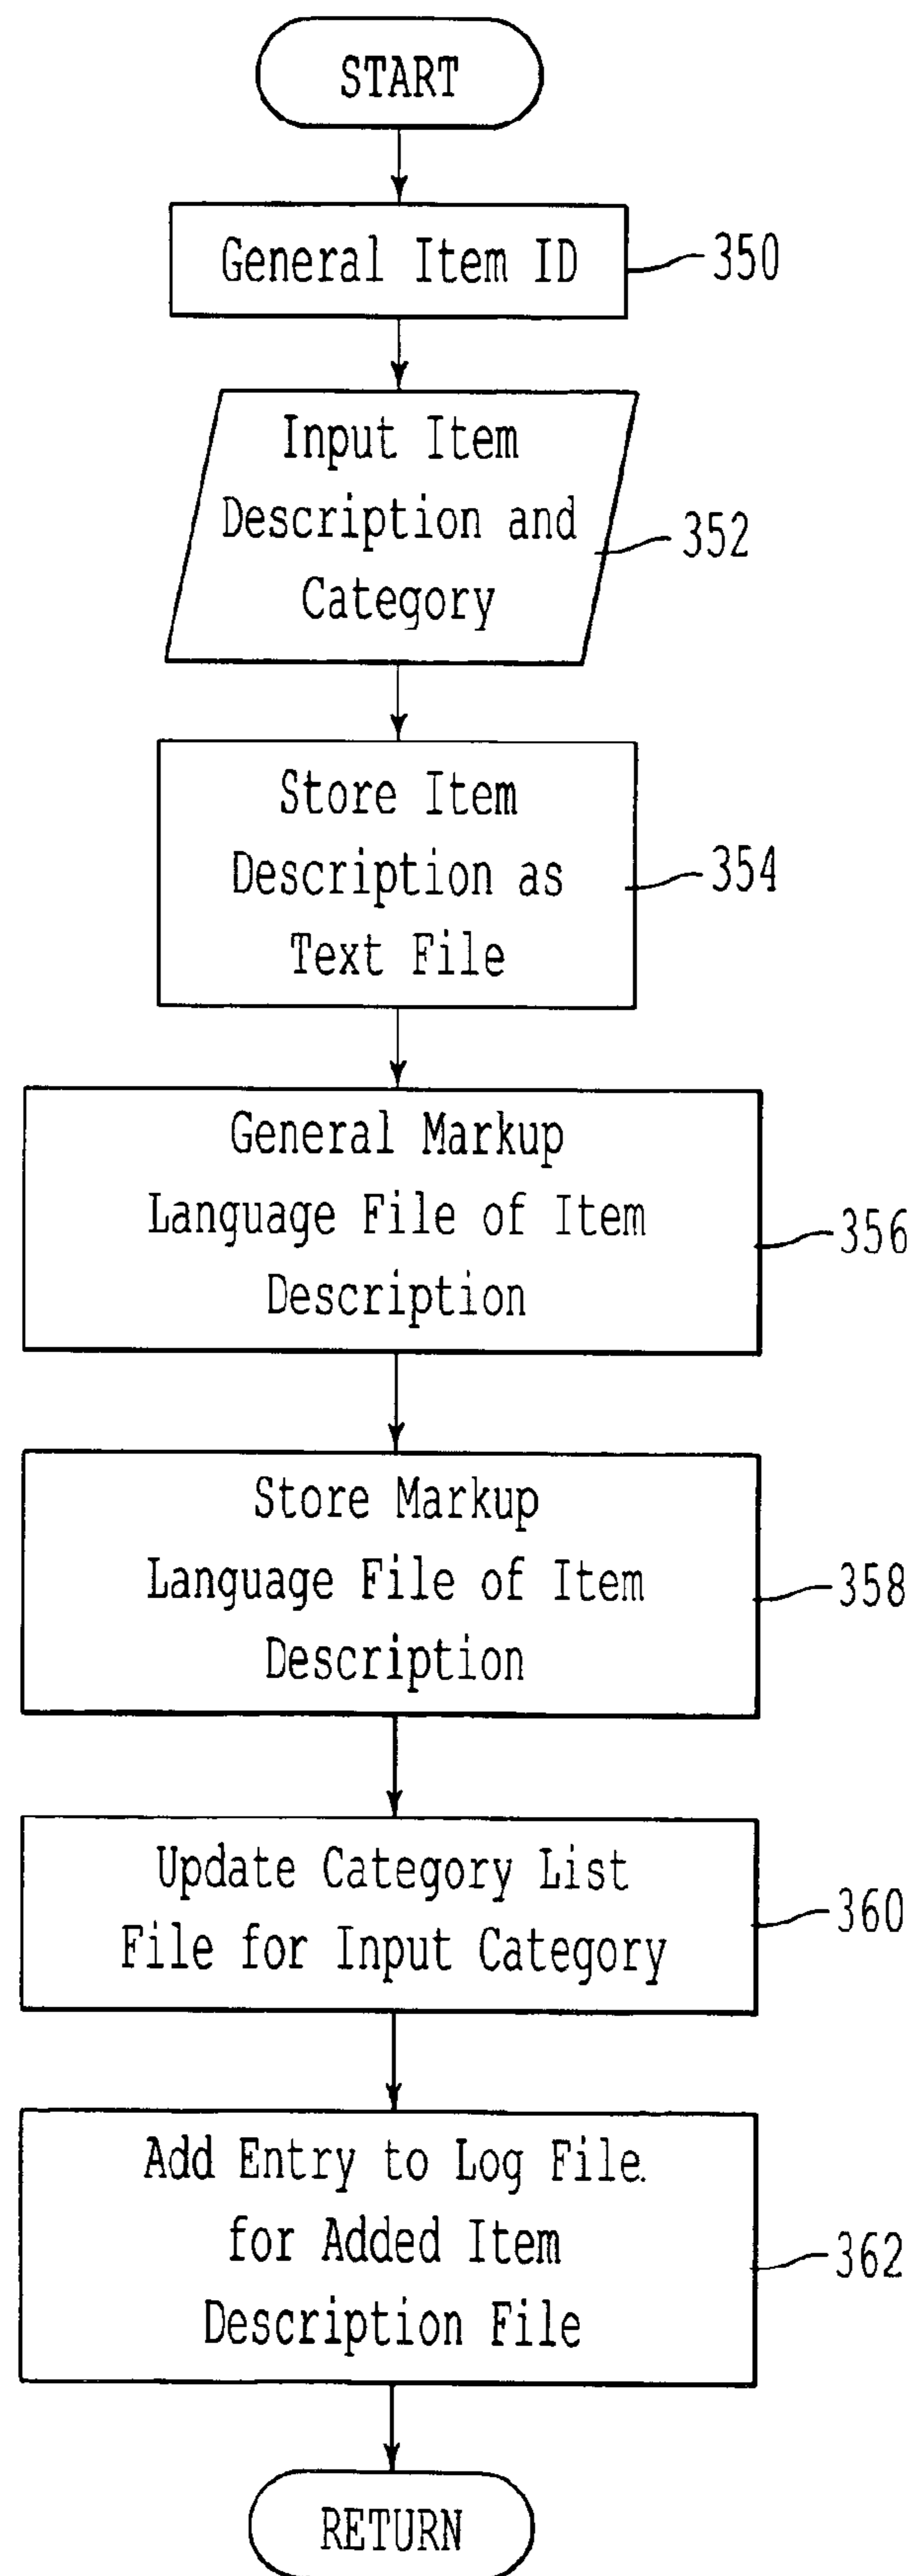 START
General Item ID
350
Input Item
Description and
Category
352
Store Item
Description as
Text File
354
General Markup
Language File of Item
Description
356
Store Markup
Language File of Item
Description
358
Update Category List
File for Input Category
360
Add Entry to Log File
for Added Item
Description File
362
RETURN